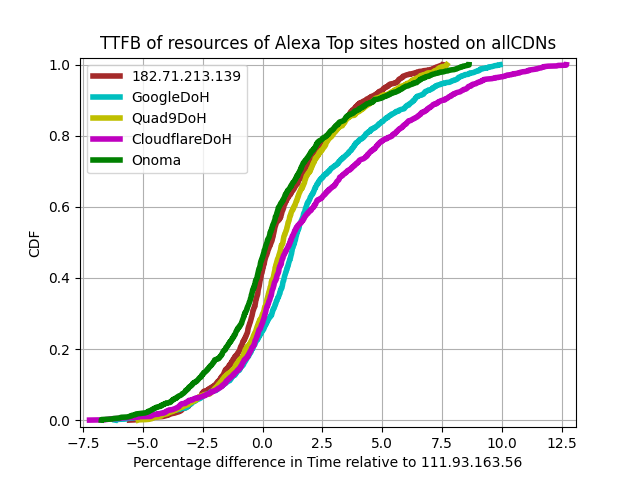 TTFB of resources of Alexa Top sites hosted on allCDNs
1.0
0.8
0.6
0.4
0.2
0.0
CDF
182.71.213.139
GoogleDoH
Quad9DoH
CloudflareDoH
Onoma
−7.5 −5.0 −2.5 0.0 2.5 5.0 7.5 10.0 12.5
Percentage difference in Time relative to 111.93.163.56